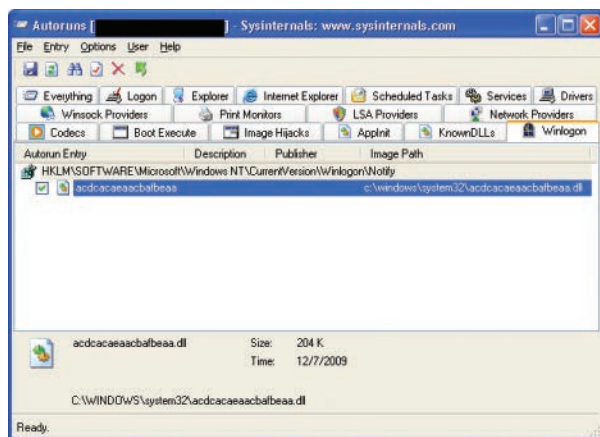 Autoruns [ ] - Sysinternals: www.sysinternals.com
File Entry Options User Help
Everything Logon Explorer Internet Explorer Scheduled Tasks Services Drivers
Winsock Providers Print Monitors LSA Providers Network Providers
Codecs Boot Execute Image Hijacks AppInit KnownDLLs Winlogon
Autorun Entry Description Publisher Image Path
HKLM\SOFTWARE\Microsoft\Windows NT\CurrentVersion\Winlogon\Notify
acdcacaeaacbafbeaa c:\windows\system32\acdcacaeaacbafbeaa.dll
acdcacaeaacbafbeaa.dll Size: 204 K
Time: 12/7/2009
C:\WINDOWS\system32\acdcacaeaacbafbeaa.dll
Ready.